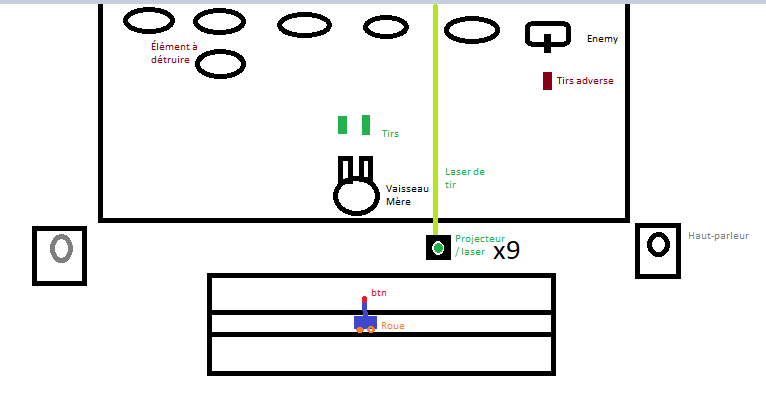 Élément à
détruire
Enemy
Tirs adverse
Tirs
Laser de
tir
Vaisseau
Mère
Projecteur
/ laser
x9
Haut-parleur
btn
Roue